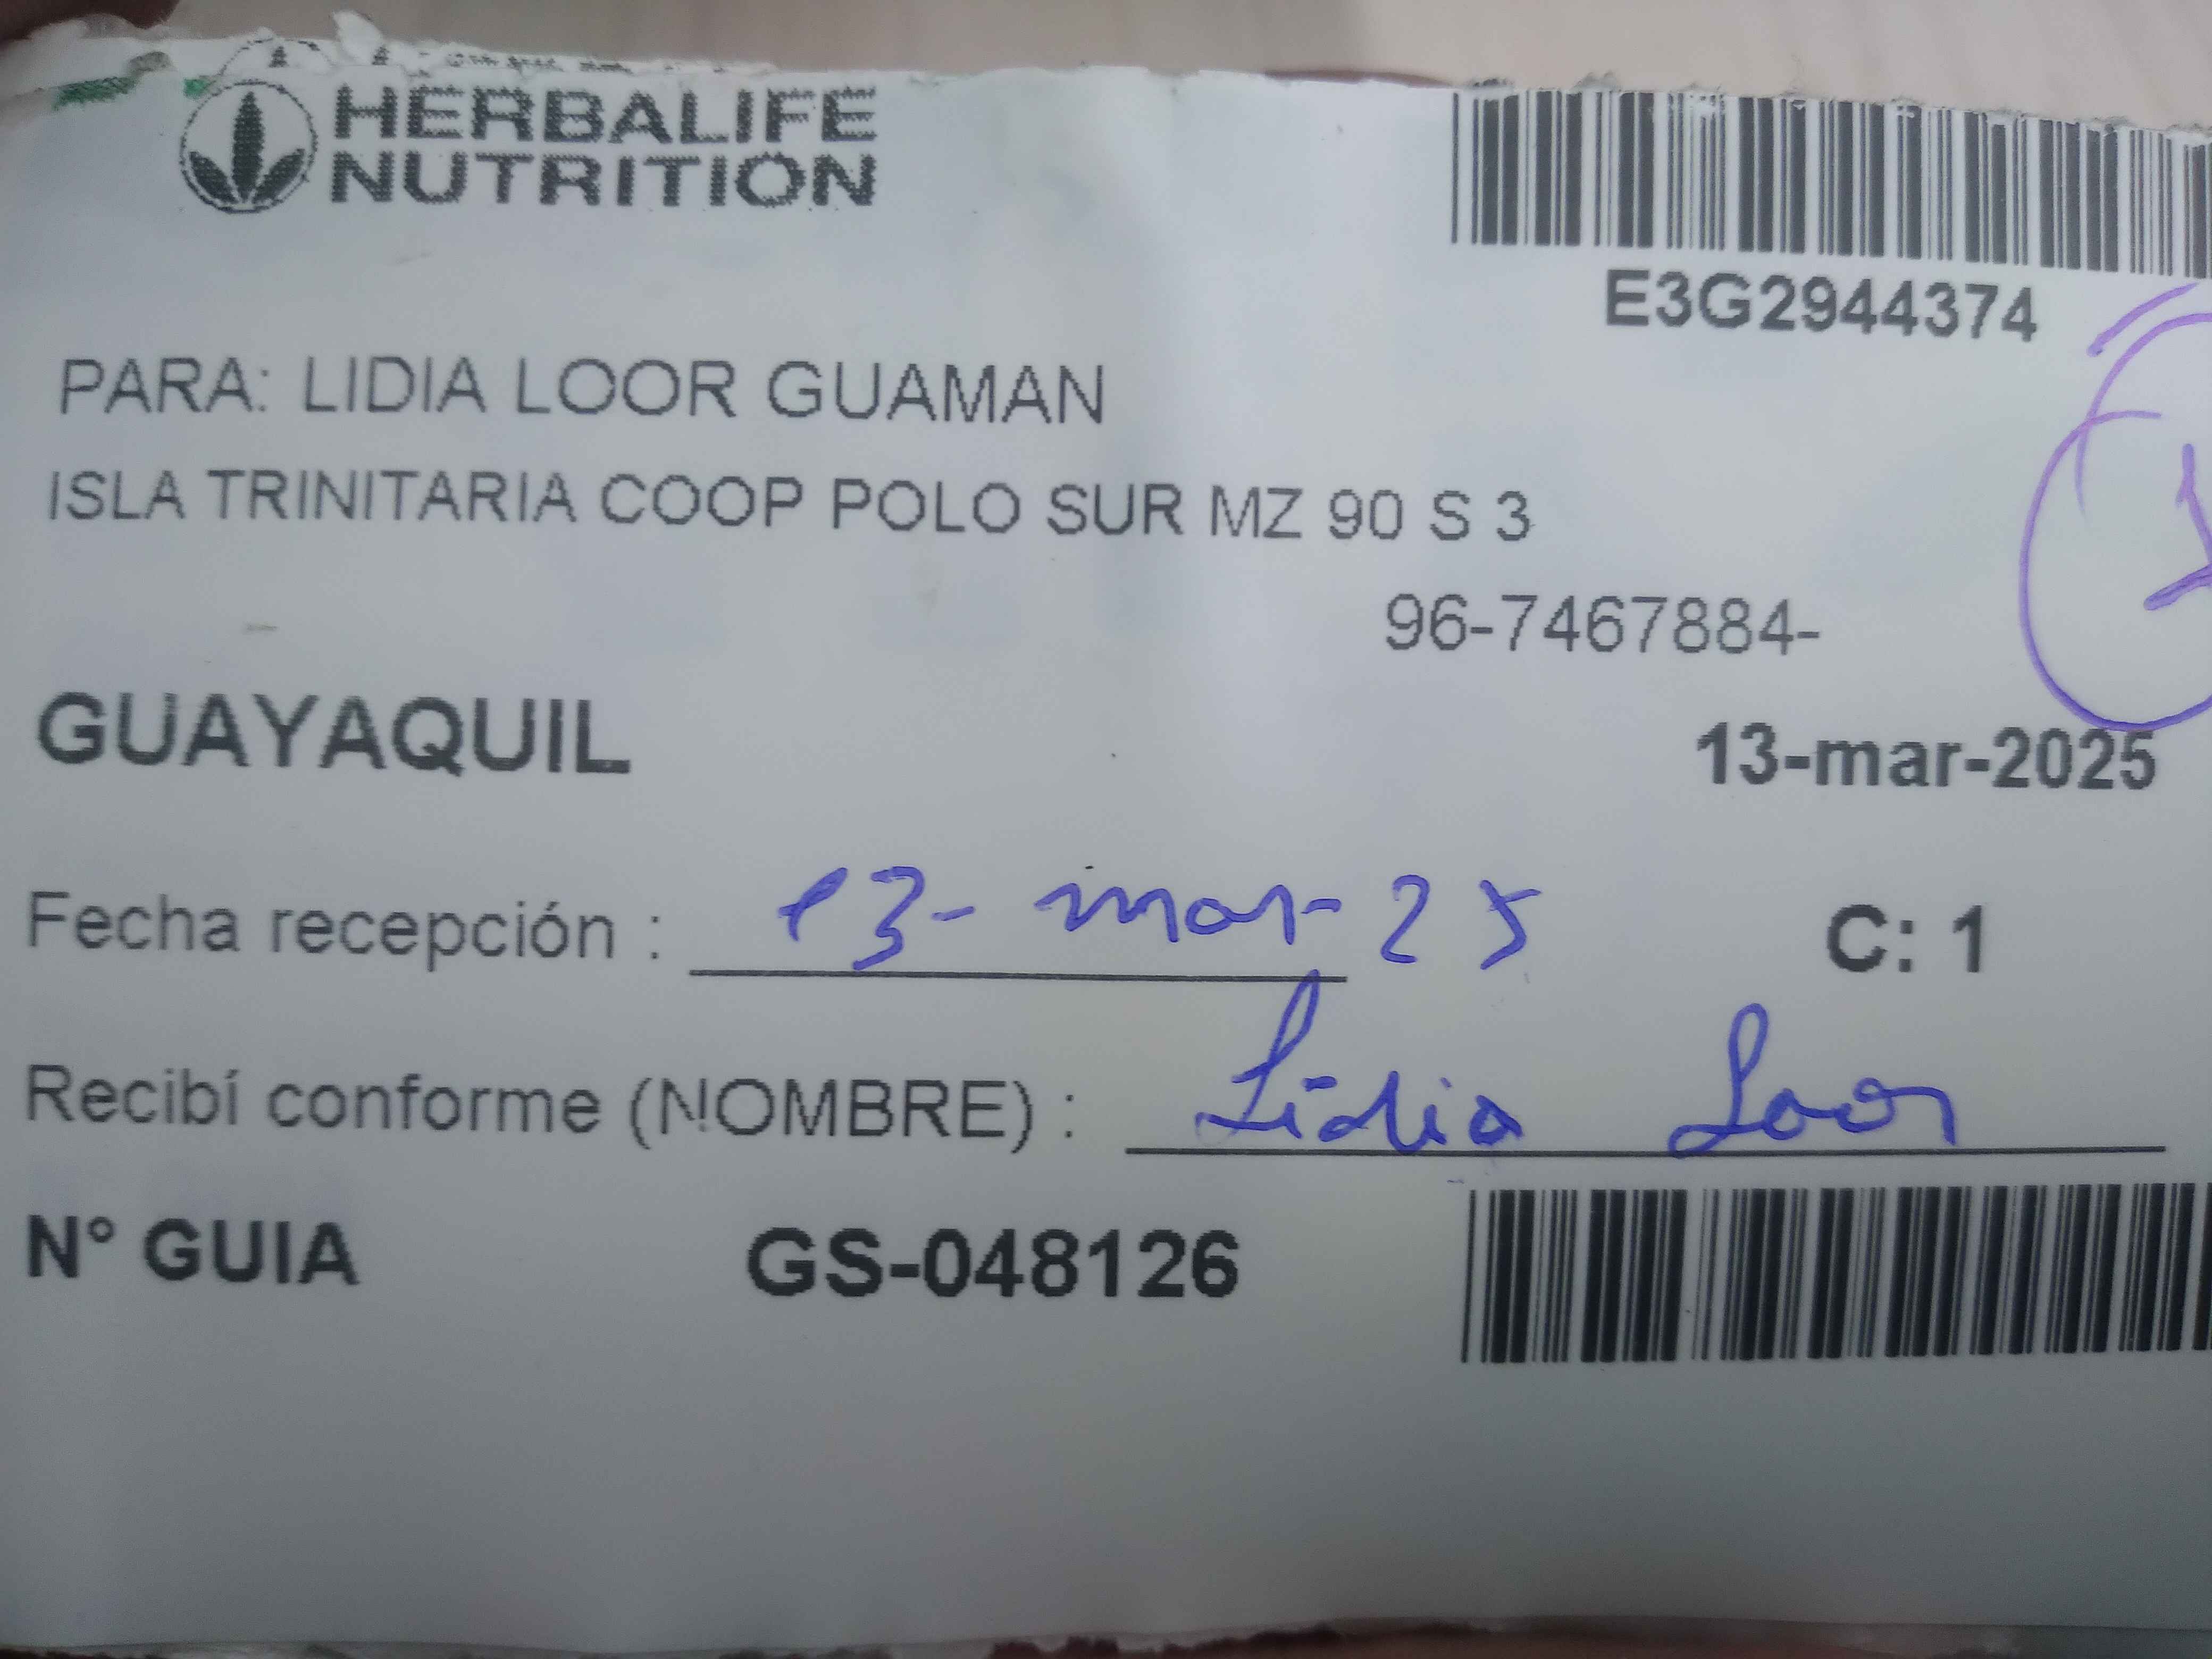 HERBALIFE
NUTRITION
E3G2944374
PARA: LIDIA LOOR GUAMAN
ISLA TRINITARIA COOP POLO SUR MZ 90 S 3
96-7467884-
GUAYAQUIL
13-mar-2025
Fecha recepción : 13-mar-25
C: 1
Recibí conforme (NOMBRE) : Lidia Loor
N° GUIA GS-048126